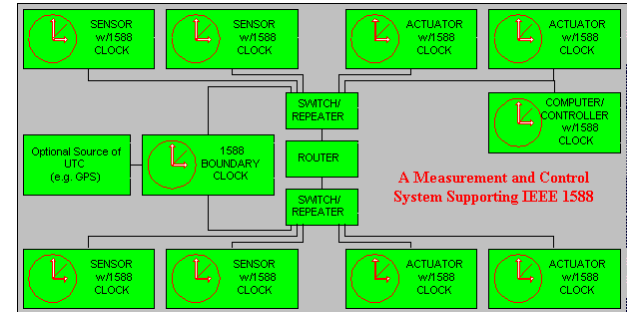 SENSOR
w/1588
CLOCK
SENSOR
w/1588
CLOCK
ACTUATOR
w/1588
CLOCK
ACTUATOR
w/1588
CLOCK
SWITCH/
REPEATER
COMPUTER/
CONTROLLER
w/1588
CLOCK
Optional Source of
UTC
(e.g. GPS)
1588
BOUNDARY
CLOCK
ROUTER
A Measurement and Control
System Supporting IEEE 1588
SWITCH/
REPEATER
SENSOR
w/1588
CLOCK
SENSOR
w/1588
CLOCK
ACTUATOR
w/1588
CLOCK
ACTUATOR
w/1588
CLOCK